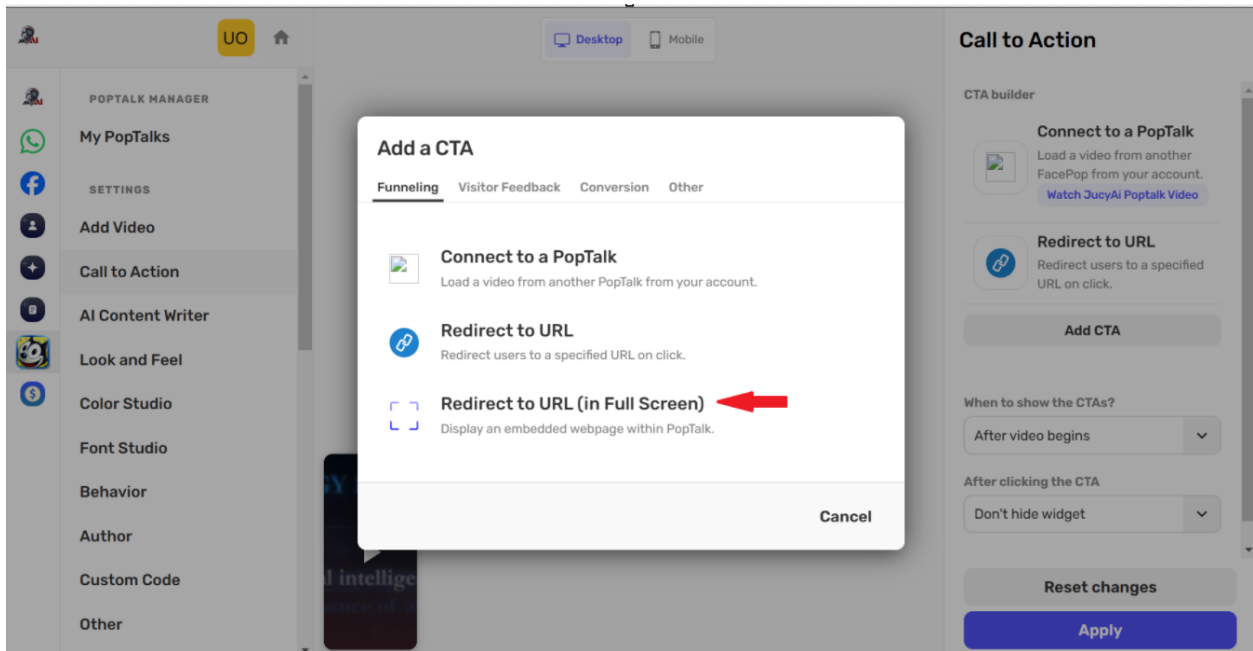 UO
Desktop
Mobile
Call to Action
POPTALK MANAGER
My PopTalks
SETTINGS
Add Video
Call to Action
AI Content Writer
Look and Feel
Color Studio
Font Studio
Behavior
Author
Custom Code
Other
Add a CTA
Funneling
Visitor Feedback
Conversion
Other
Connect to a PopTalk
Load a video from another PopTalk from your account.
Redirect to URL
Redirect users to a specified URL on click.
Redirect to URL (in Full Screen)
Display an embedded webpage within PopTalk.
Cancel
GY
l intellige
CTA builder
Connect to a PopTalk
Load a video from another
FacePop from your account.
Watch JucyAi Poptalk Video
Redirect to URL
Redirect users to a specified
URL on click.
Add CTA
When to show the CTAs?
After video begins
After clicking the CTA
Don't hide widget
Reset changes
Apply